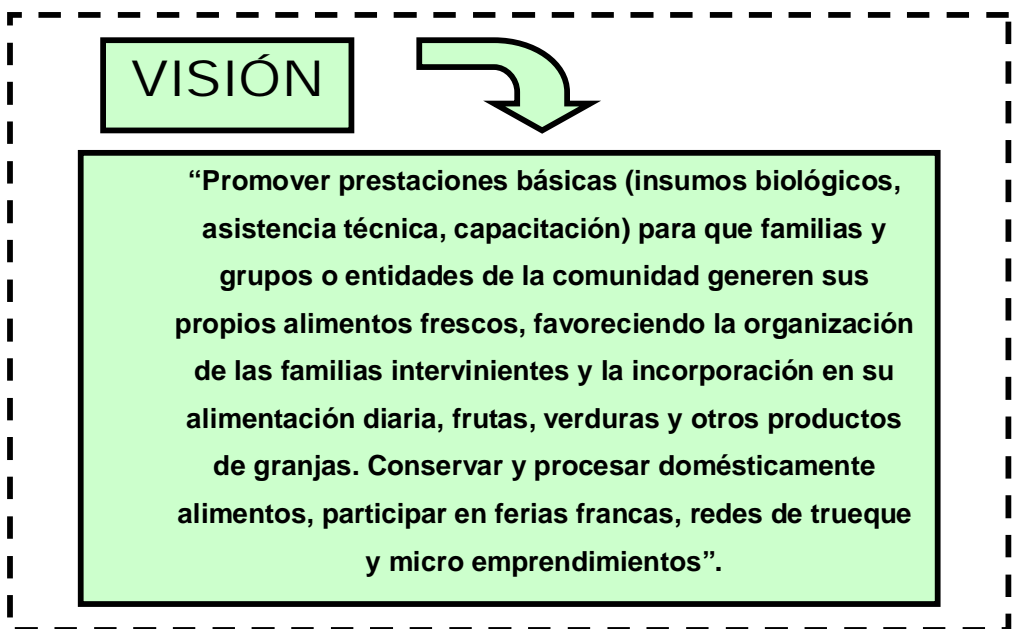 VISIÓN
“Promover prestaciones básicas (insumos biológicos,
asistencia técnica, capacitación) para que familias y
grupos o entidades de la comunidad generen sus
propios alimentos frescos, favoreciendo la organización
de las familias intervinientes y la incorporación en su
alimentación diaria, frutas, verduras y otros productos
de granjas. Conservar y procesar domésticamente
alimentos, participar en ferias francas, redes de trueque
y micro emprendimientos”.